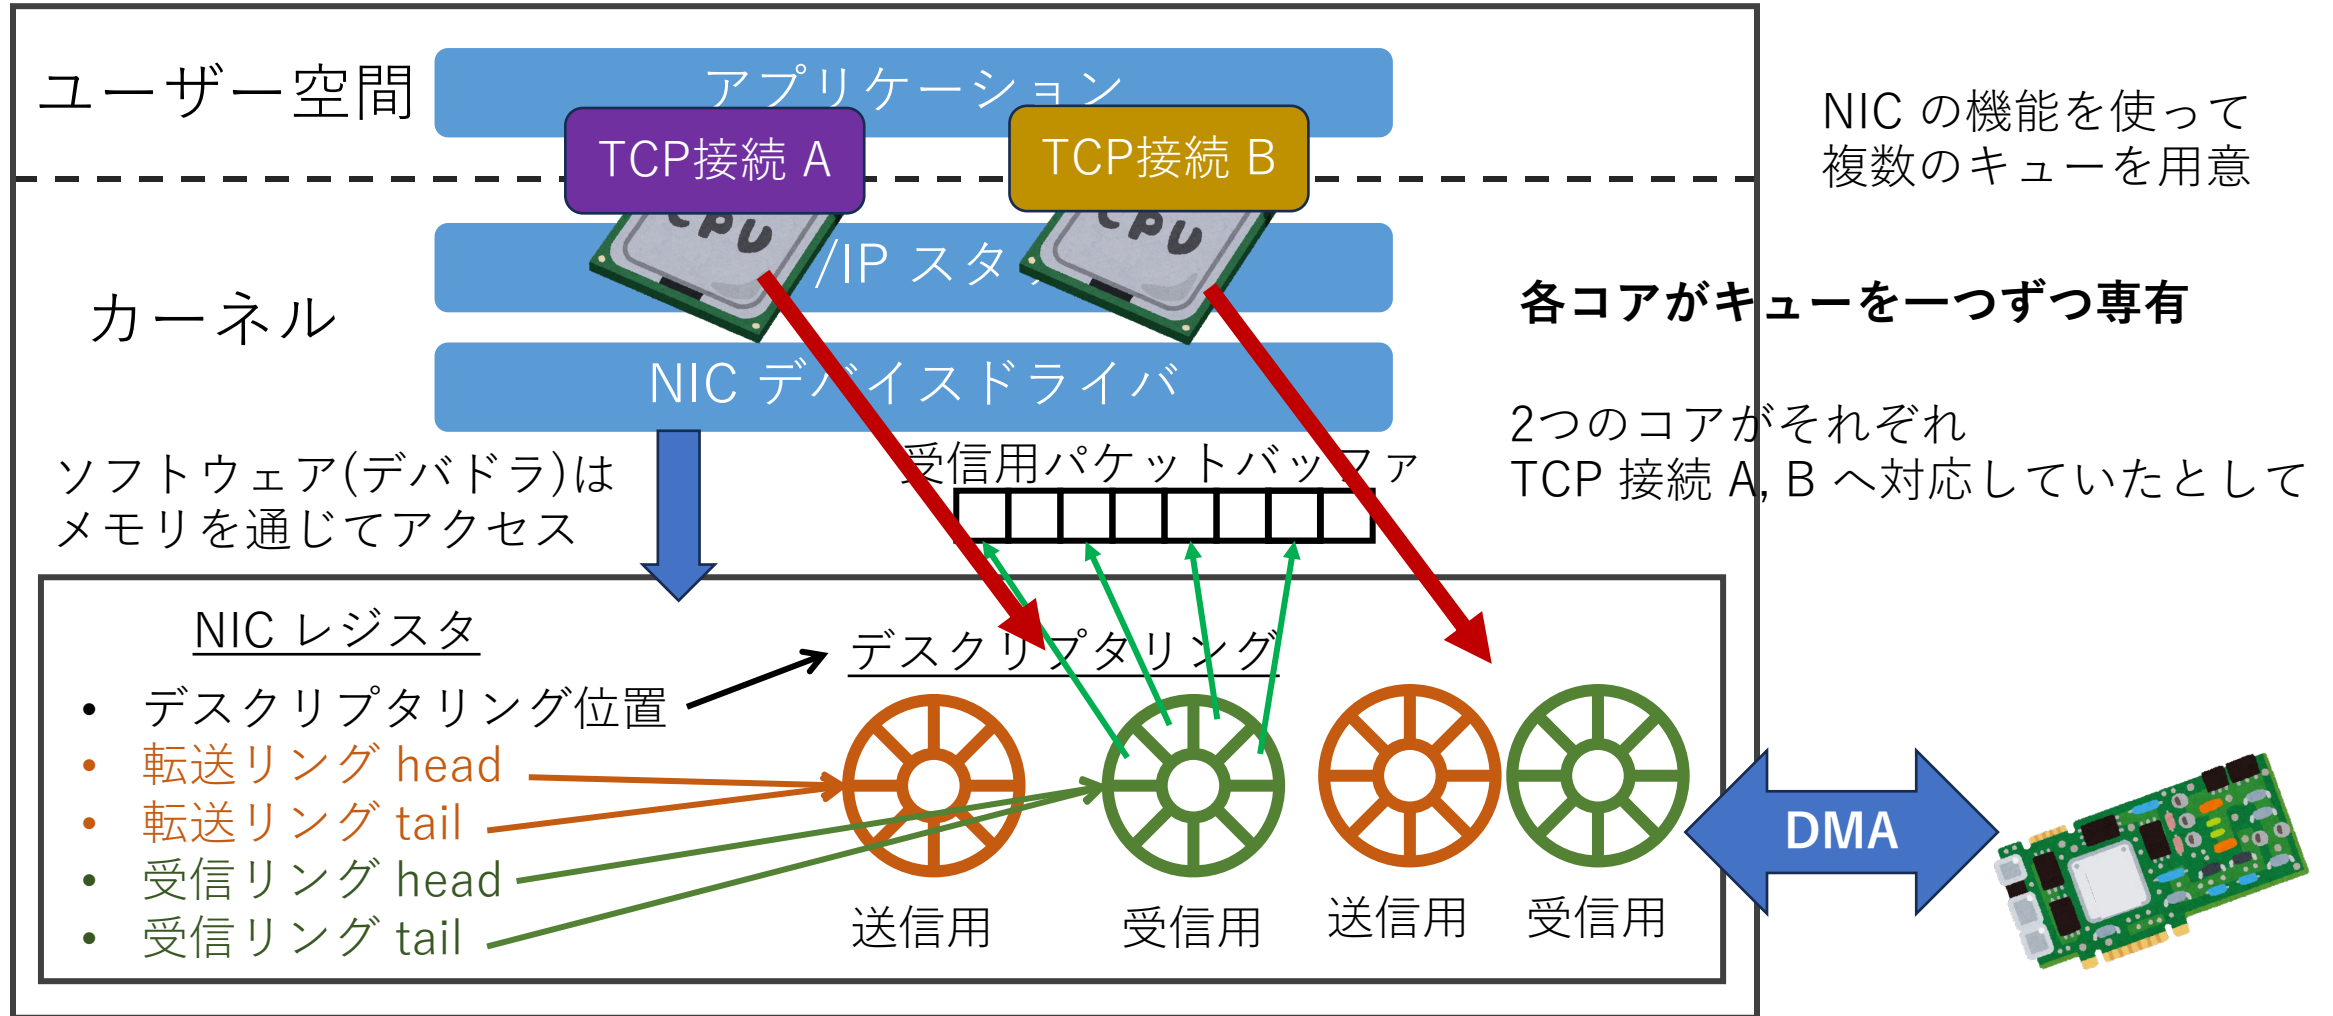 ユーザー空間
アプリケーション
TCP接続 A
TCP接続 B
NIC の機能を使って
複数のキューを用意
CPU
CPU
/IP スタ
カーネル
各コアがキューを一つずつ専有
NIC デバイスドライバ
2つのコアがそれぞれ
TCP 接続 A, B へ対応していたとして
ソフトウェア(デバドラ)は
メモリを通じてアクセス
受信用パケットバッファ
NIC レジスタ
• デスクリプタリング位置
• 転送リング head
• 転送リング tail
• 受信リング head
• 受信リング tail
デスクリプタリング
送信用
受信用
送信用
受信用
DMA